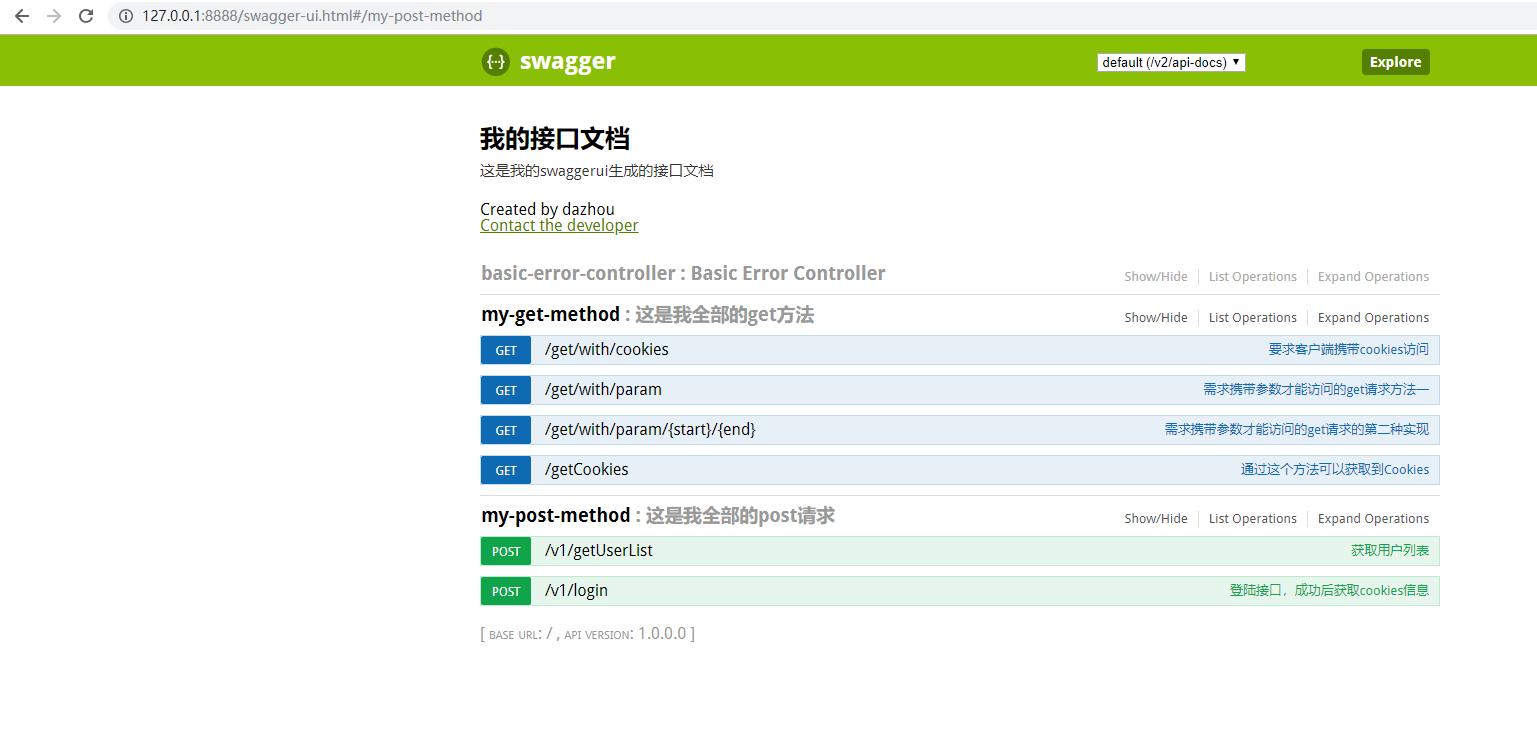 127.0.0.1:8888/swagger-ui.html#/my-post-method
{··} swagger default (/v2/api-docs) ▼ Explore
我的接口文档
这是我的swaggerui生成的接口文档
Created by dazhou
Contact the developer
basic-error-controller : Basic Error Controller Show/Hide List Operations Expand Operations
my-get-method : 这是我全部的get方法 Show/Hide List Operations Expand Operations
GET /get/with/cookies 要求客户端携带cookies访问
GET /get/with/param 需求携带参数才能访问的get请求方法一
GET /get/with/param/{start}/{end} 需求携带参数才能访问的get请求的第二种实现
GET /getCookies 通过这个方法可以获取到Cookies
my-post-method : 这是我全部的post请求 Show/Hide List Operations Expand Operations
POST /v1/getUserList 获取用户列表
POST /v1/login 登陆接口，成功后获取cookies信息
[ BASE URL: / , API VERSION: 1.0.0.0 ]